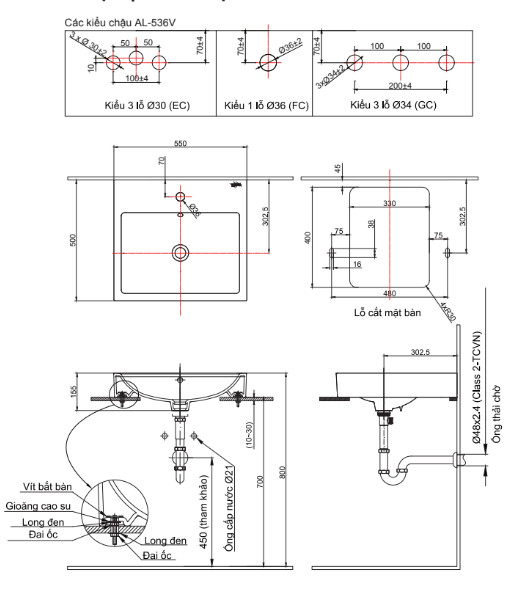 Các kiểu chậu AL-536V
3 x Ø 30±2
50
50
10
100±4
70±4
Kiểu 3 lỗ Ø30 (EC)
70±4
Ø36±2
Kiểu 1 lỗ Ø36 (FC)
70±4
3xØ34±2
100
100
200±4
Kiểu 3 lỗ Ø34 (GC)
550
70
Ø36
500
302,5
45
330
400
38
75
75
16
480
302,5
4xR30
Lỗ cắt mặt bàn
155
(10~30)
450 (tham khảo)
Ống cấp nước Ø21
700
800
302,5
Ø48x2.4 (Class 2-TCVN)
Ống thải chờ
Vít bắt bàn
Gioăng cao su
Long đen
Đai ốc
Long đen
Đai ốc